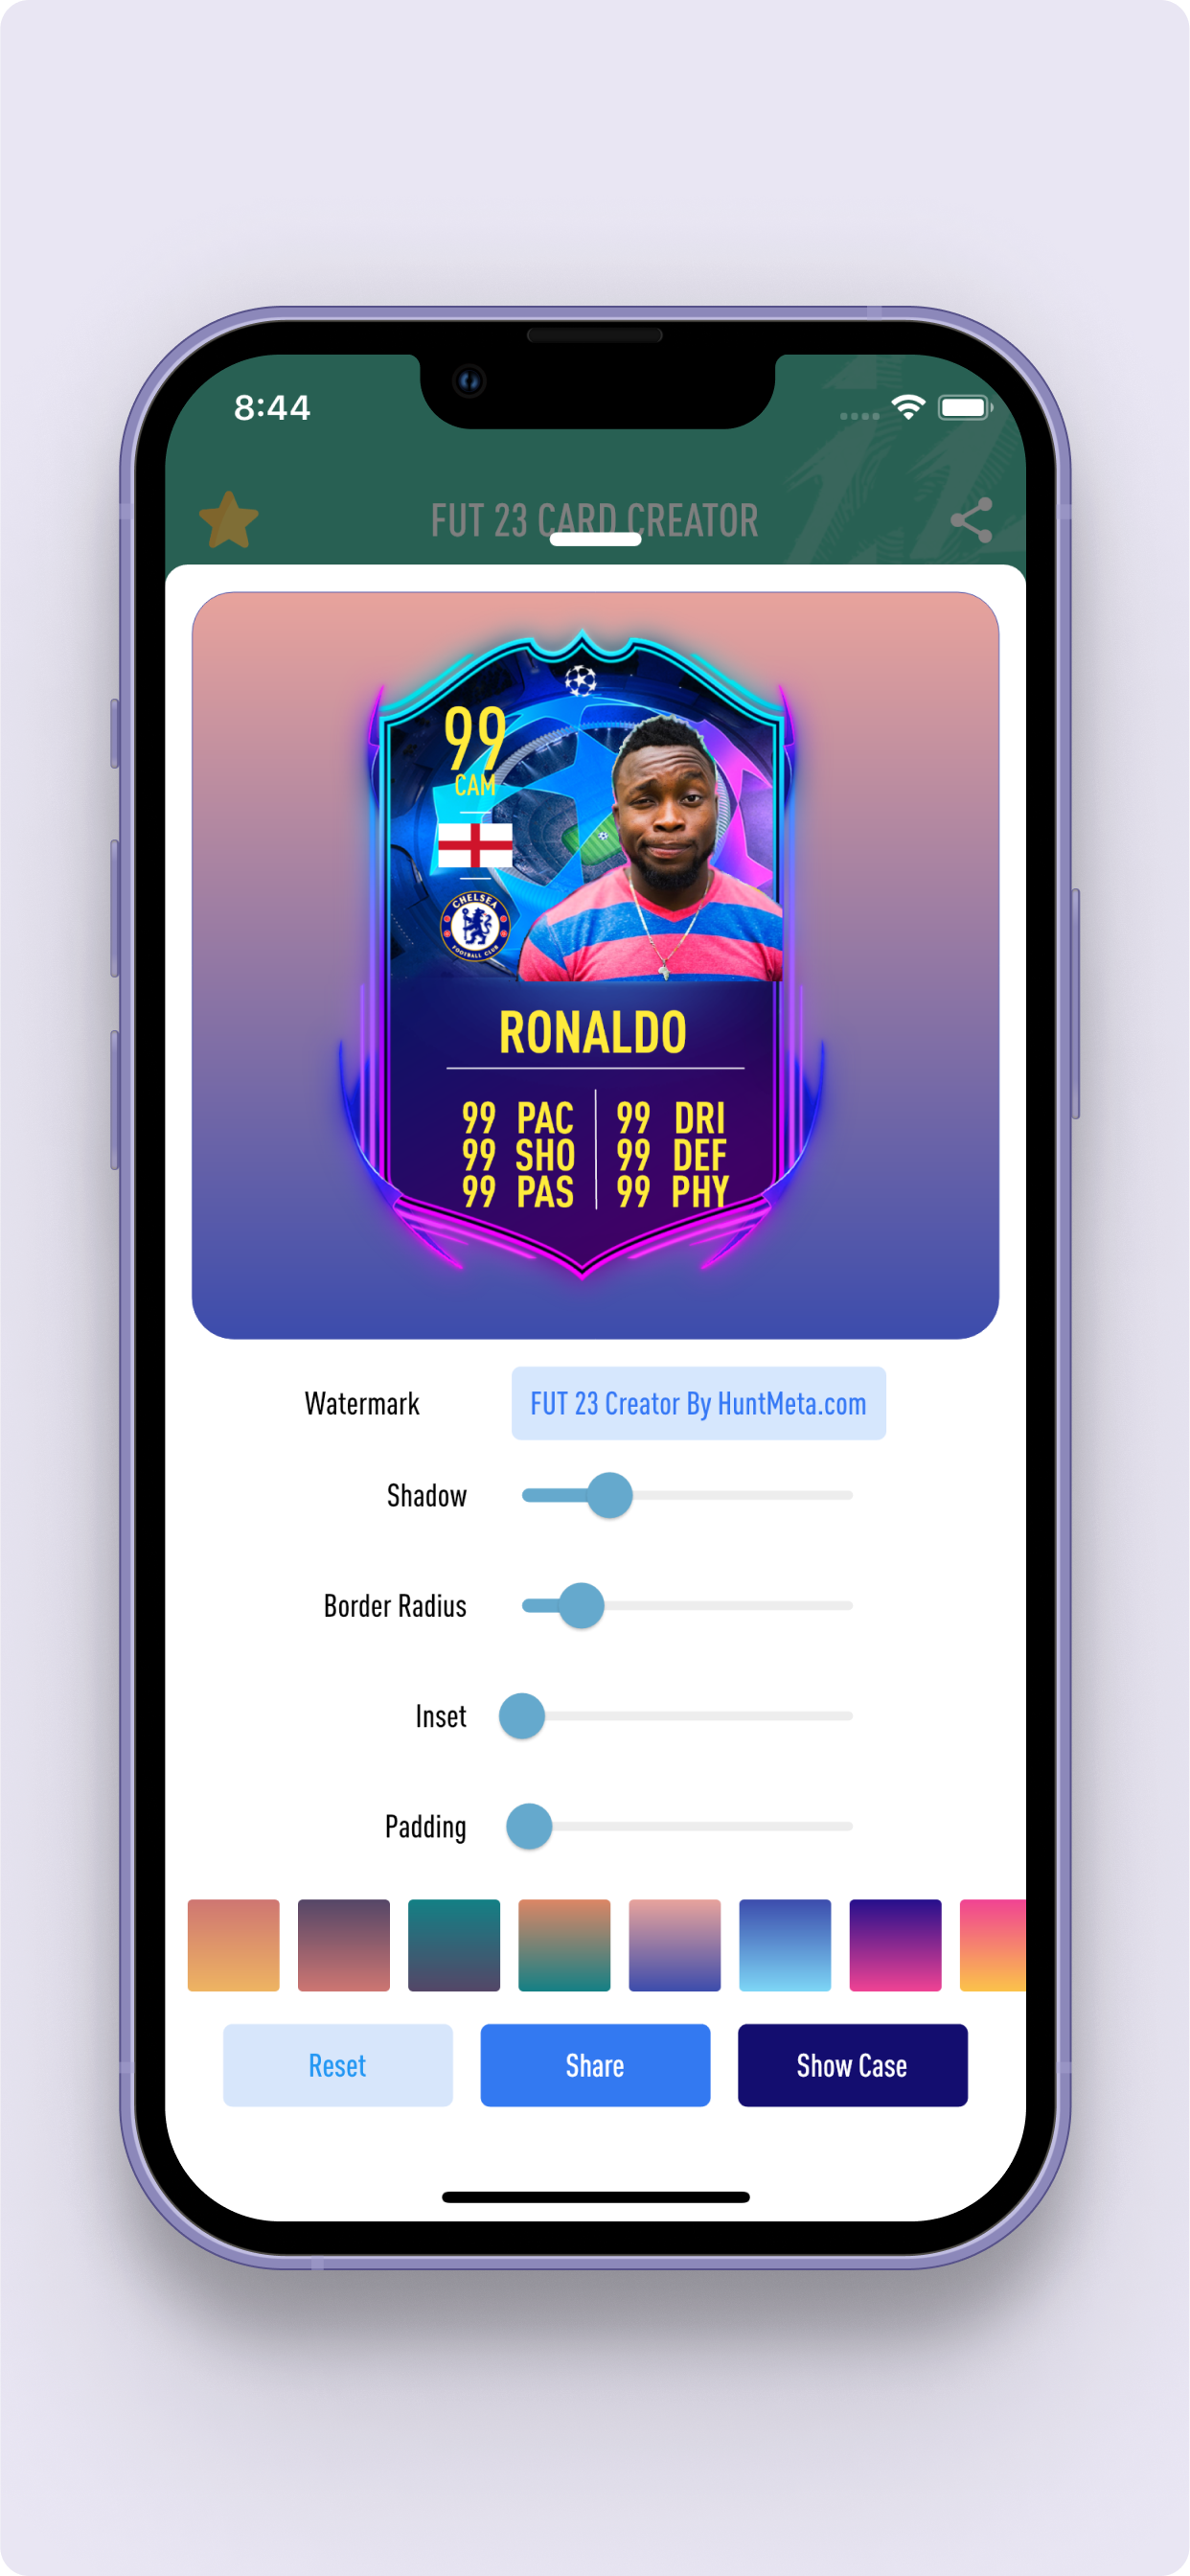 8:44
FUT 23 CARD CREATOR
99
CAM
CHELSEA
FOOTBALL CLUB
RONALDO
99 PAC 99 DRI
99 SHO 99 DEF
99 PAS 99 PHY
Watermark FUT 23 Creator By HuntMeta.com
Shadow
Border Radius
Inset
Padding
Reset Share Show Case